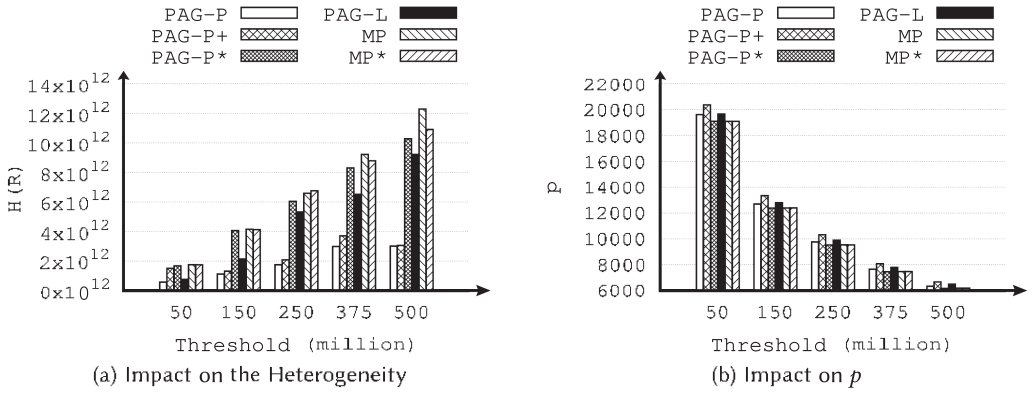 PAG-P PAG-L
PAG-P+ MP
PAG-P* MP*
14x10^12
12x10^12
10x10^12
8x10^12
6x10^12
4x10^12
2x10^12
0x10^12
H(R)
50 150 250 375 500
Threshold (million)
(a) Impact on the Heterogeneity
PAG-P PAG-L
PAG-P+ MP
PAG-P* MP*
22000
20000
18000
16000
14000
12000
10000
8000
6000
p
50 150 250 375 500
Threshold (million)
(b) Impact on p